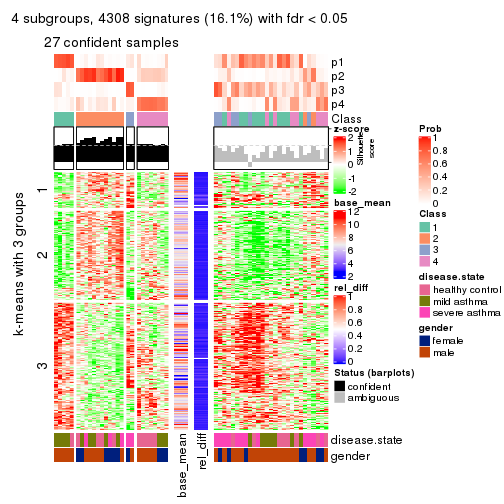 4 subgroups, 4308 signatures (16.1%) with fdr < 0.05
27 confident samples
p1
p2
p3
p4
Class
Silhouette score
k-means with 3 groups
1
2
3
base_mean
rel_diff
disease.state
gender
z-score
2
1
0
-1
-2
base_mean
12
10
8
6
4
2
rel_diff
1
0.8
0.6
0.4
0.2
0
Status (barplots)
confident
ambiguous
Prob
1
0.8
0.6
0.4
0.2
0
Class
1
2
3
4
disease.state
healthy control
mild asthma
severe asthma
gender
female
male